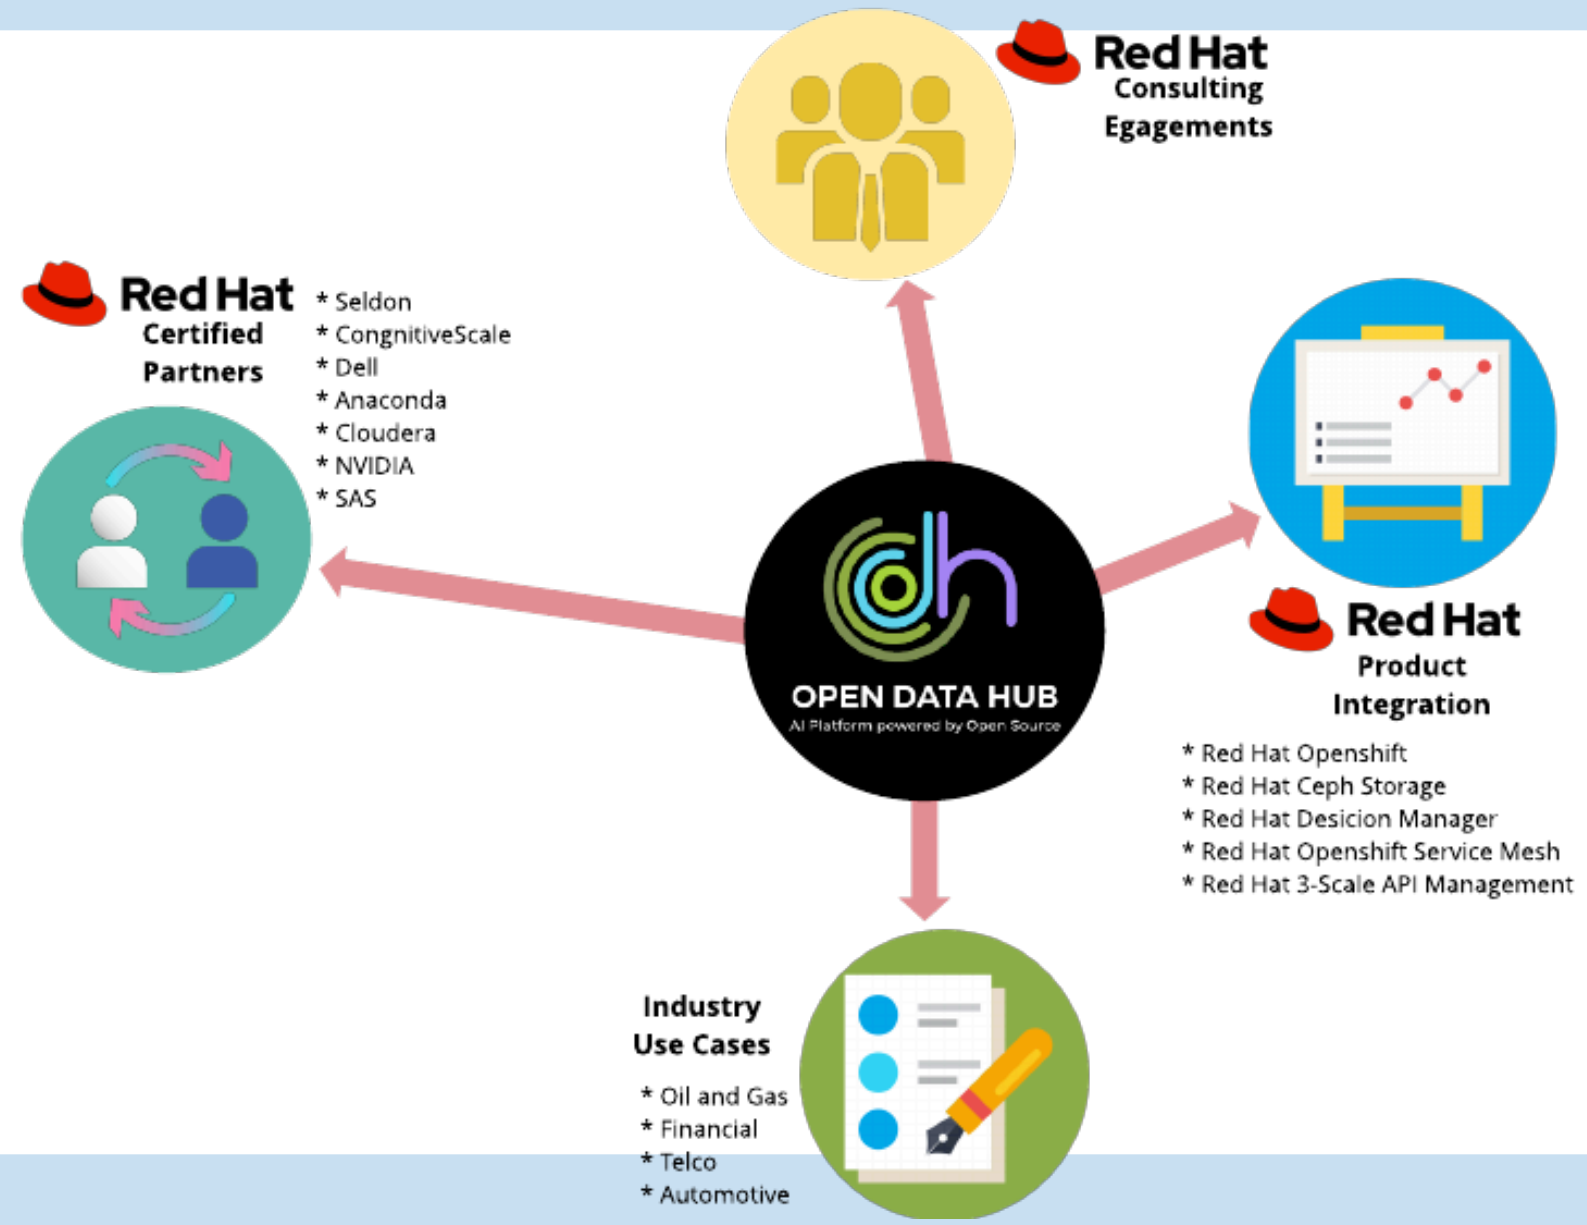 Red Hat
Consulting
Egagements
Red Hat
Certified
Partners
* Seldon
* CongnitiveScale
* Dell
* Anaconda
* Cloudera
* NVIDIA
* SAS
dh
OPEN DATA HUB
AI Platform powered by Open Source
Red Hat
Product
Integration
* Red Hat Openshift
* Red Hat Ceph Storage
* Red Hat Desicion Manager
* Red Hat Openshift Service Mesh
* Red Hat 3-Scale API Management
Industry
Use Cases
* Oil and Gas
* Financial
* Telco
* Automotive